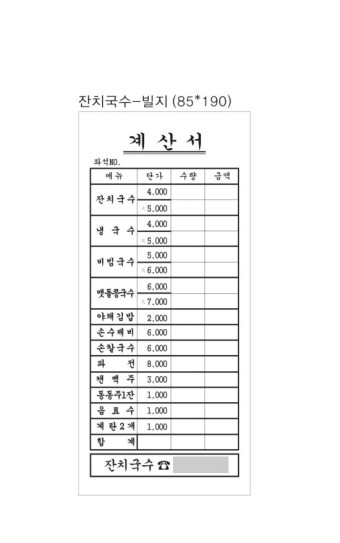 잔치국수-빌지 (85*190)
계 산 서
좌석NO.
메뉴 단가 수량 금액
잔치국수 4,000
5,000
냉국수 4,000
5,000
비빔국수 5,000
6,000
맷돌콩국수 6,000
7,000
야채김밥 2,000
손수제비 6,000
손칼국수 6,000
파전 8,000
캔맥주 3,000
동동주1잔 1,000
음료수 1,000
계란2개 1,000
합계
잔치국수 ☎